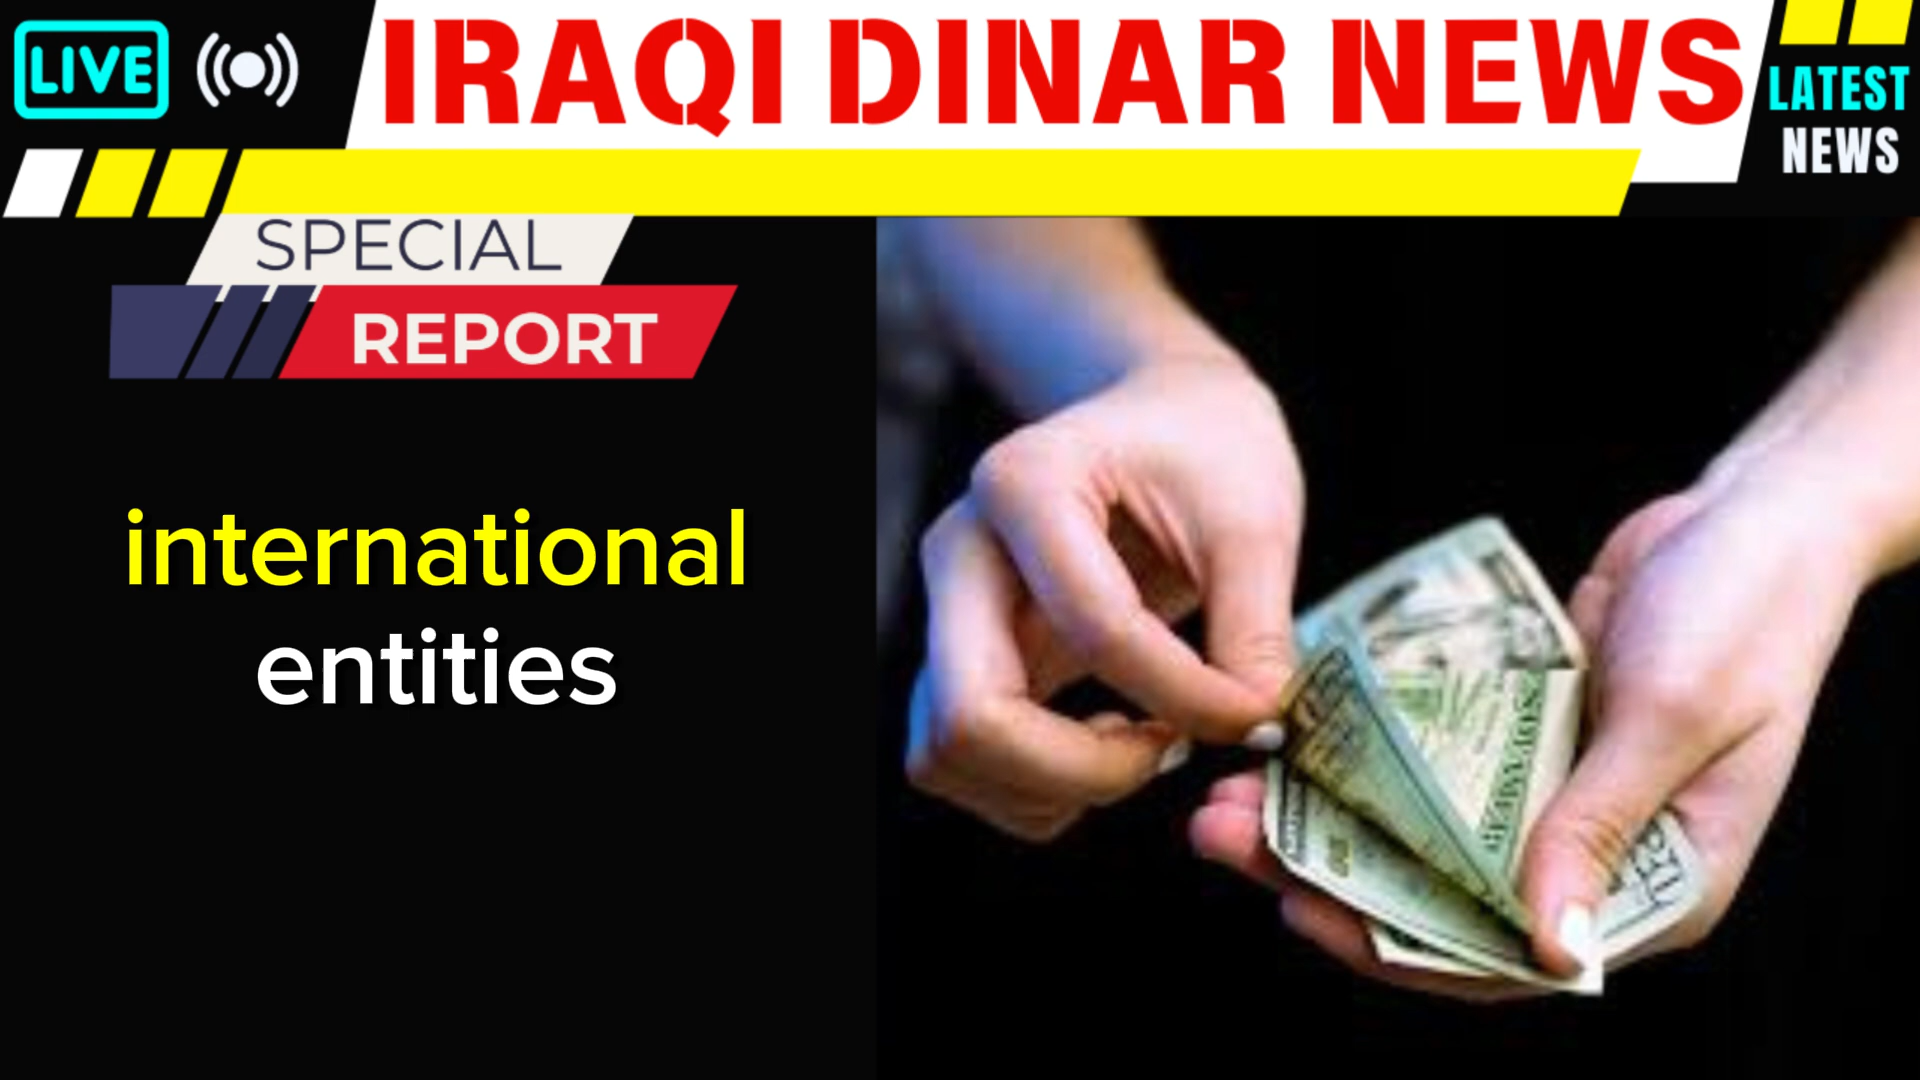 LIVE
IRAQI DINAR NEWS
LATEST
NEWS
SPECIAL
REPORT
international
entities